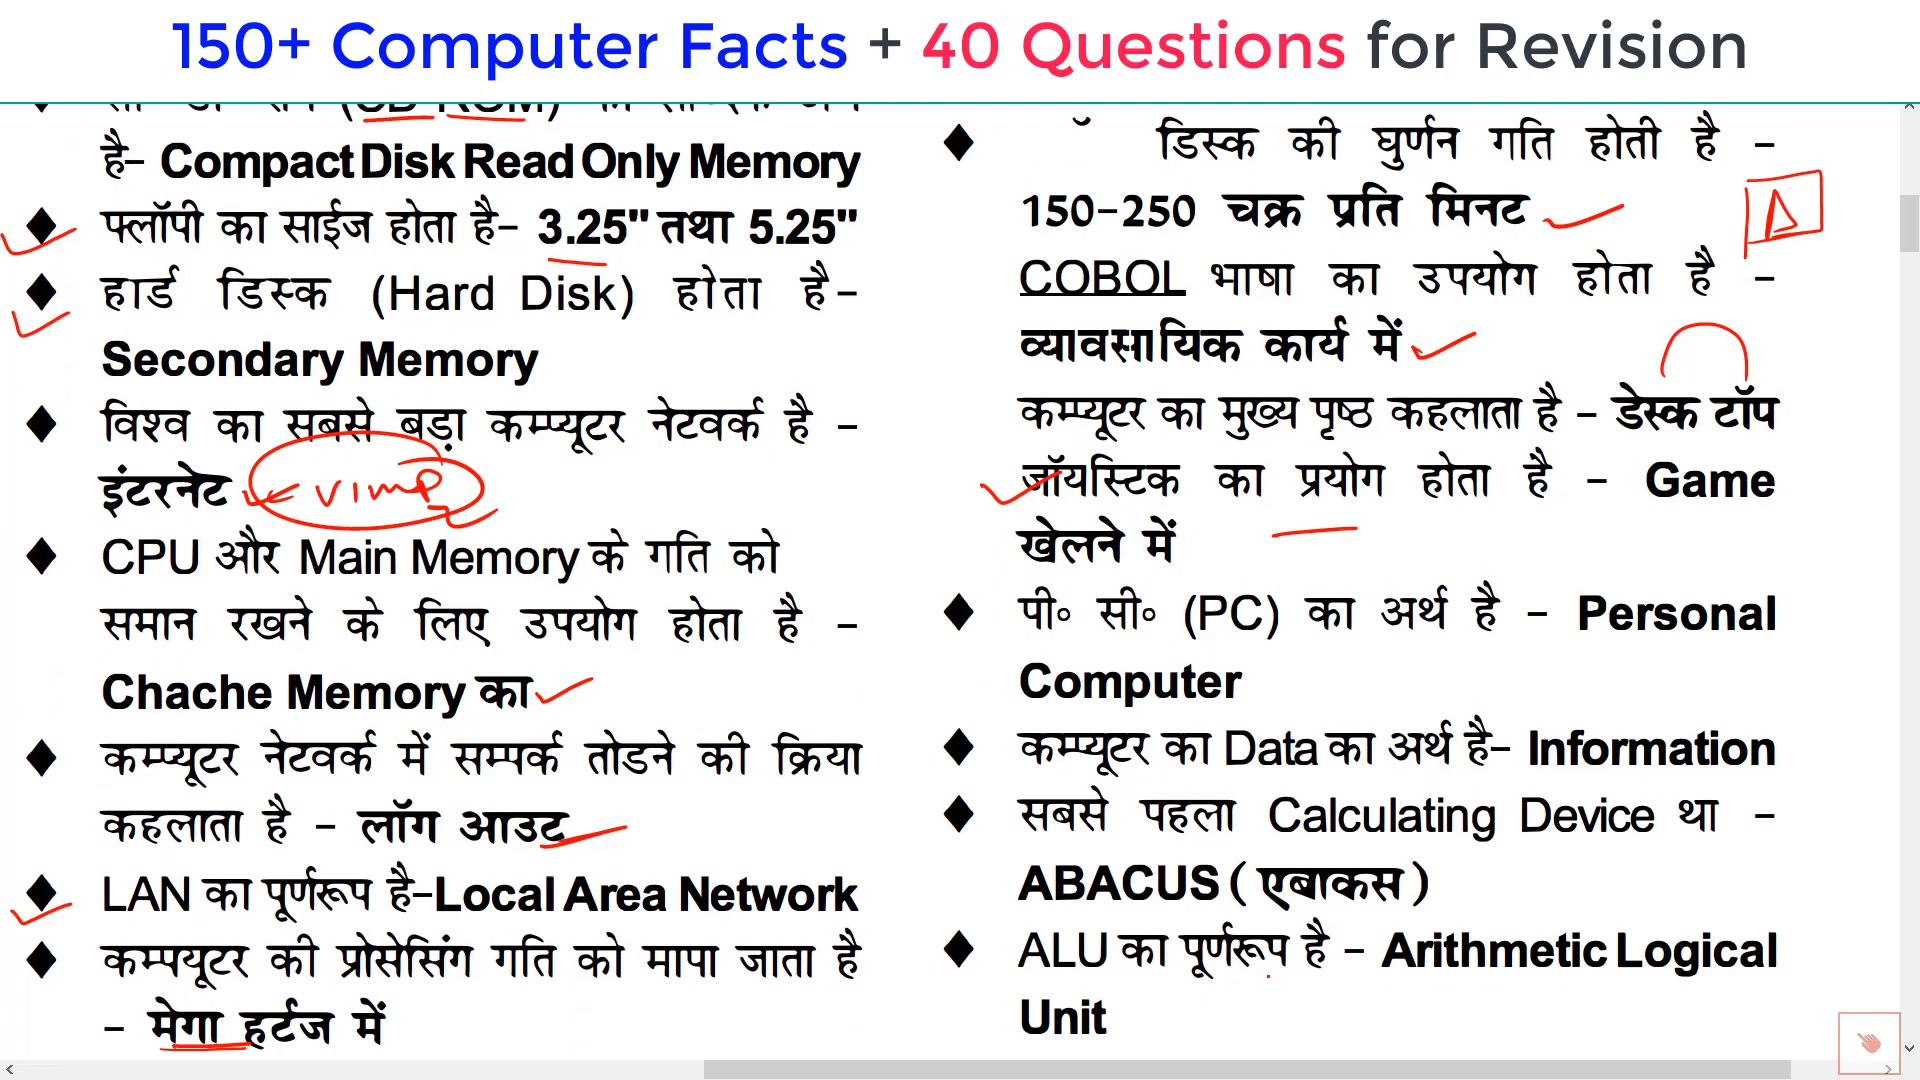 150+ Computer Facts + 40 Questions for Revision
(CD ROM)
है– Compact Disk Read Only Memory
फ्लॉपी का साईज होता है– 3.25" तथा 5.25"
हार्ड डिस्क (Hard Disk) होता है–
Secondary Memory
विश्व का सबसे बड़ा कम्प्यूटर नेटवर्क है –
इंटरनेट vimp
CPU और Main Memory के गति को
समान रखने के लिए उपयोग होता है –
Chache Memory का
कम्प्यूटर नेटवर्क में सम्पर्क तोडने की क्रिया
कहलाता है – लॉग आउट
LAN का पूर्णरूप है–Local Area Network
कम्पयूटर की प्रोसेसिंग गति को मापा जाता है
– मेगा हर्टज में
डिस्क की घुर्णन गति होती है –
150–250 चक्र प्रति मिनट
COBOL भाषा का उपयोग होता है –
व्यावसायिक कार्य में
कम्प्यूटर का मुख्य पृष्ठ कहलाता है – डेस्क टॉप
जॉयस्टिक का प्रयोग होता है – Game
खेलने में
पी० सी० (PC) का अर्थ है – Personal
Computer
कम्प्यूटर का Data का अर्थ है– Information
सबसे पहला Calculating Device था –
ABACUS ( एबाकस )
ALU का पूर्णरूप है – Arithmetic Logical
Unit